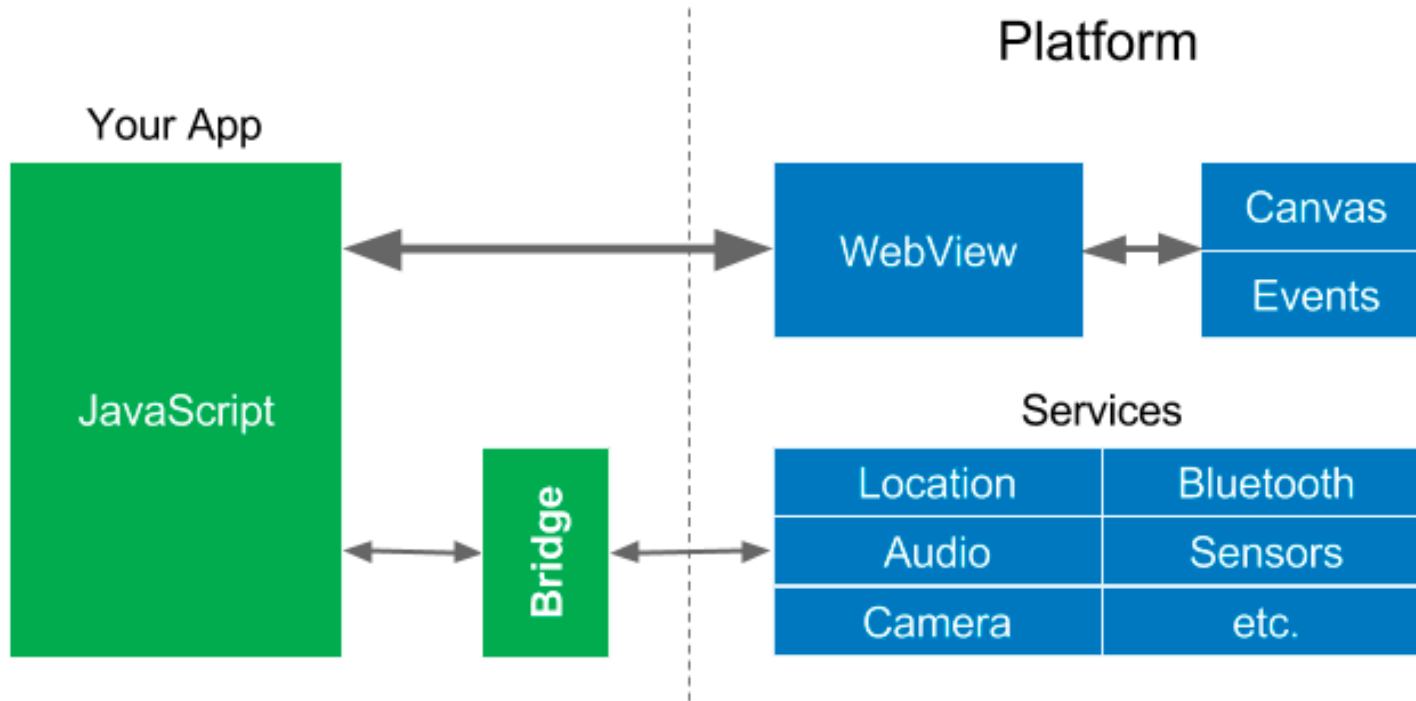 Platform
Your App
JavaScript
WebView
Canvas
Events
Bridge
Services
Location
Bluetooth
Audio
Sensors
Camera
etc.